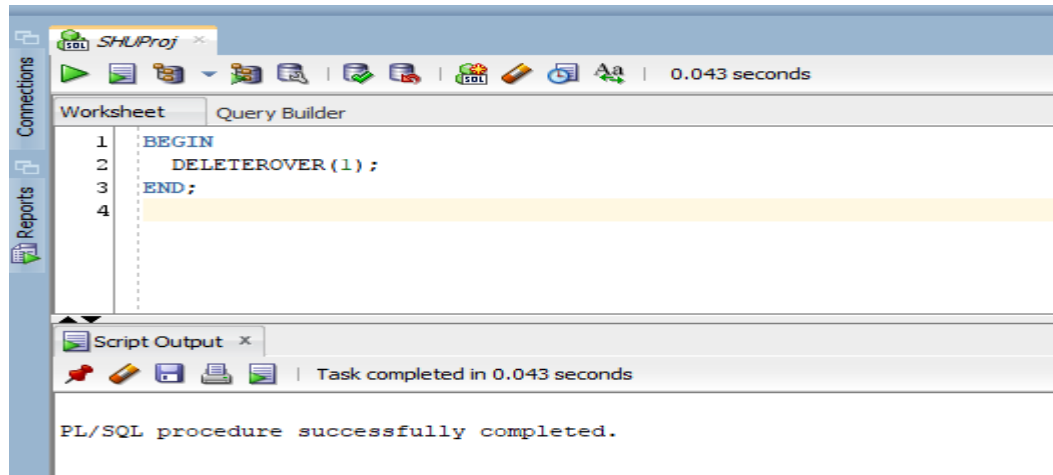 Connections
Reports
SHUProj
0.043 seconds
Worksheet Query Builder
1 BEGIN
2 DELETEROVER(1);
3 END;
4
Script Output
Task completed in 0.043 seconds
PL/SQL procedure successfully completed.